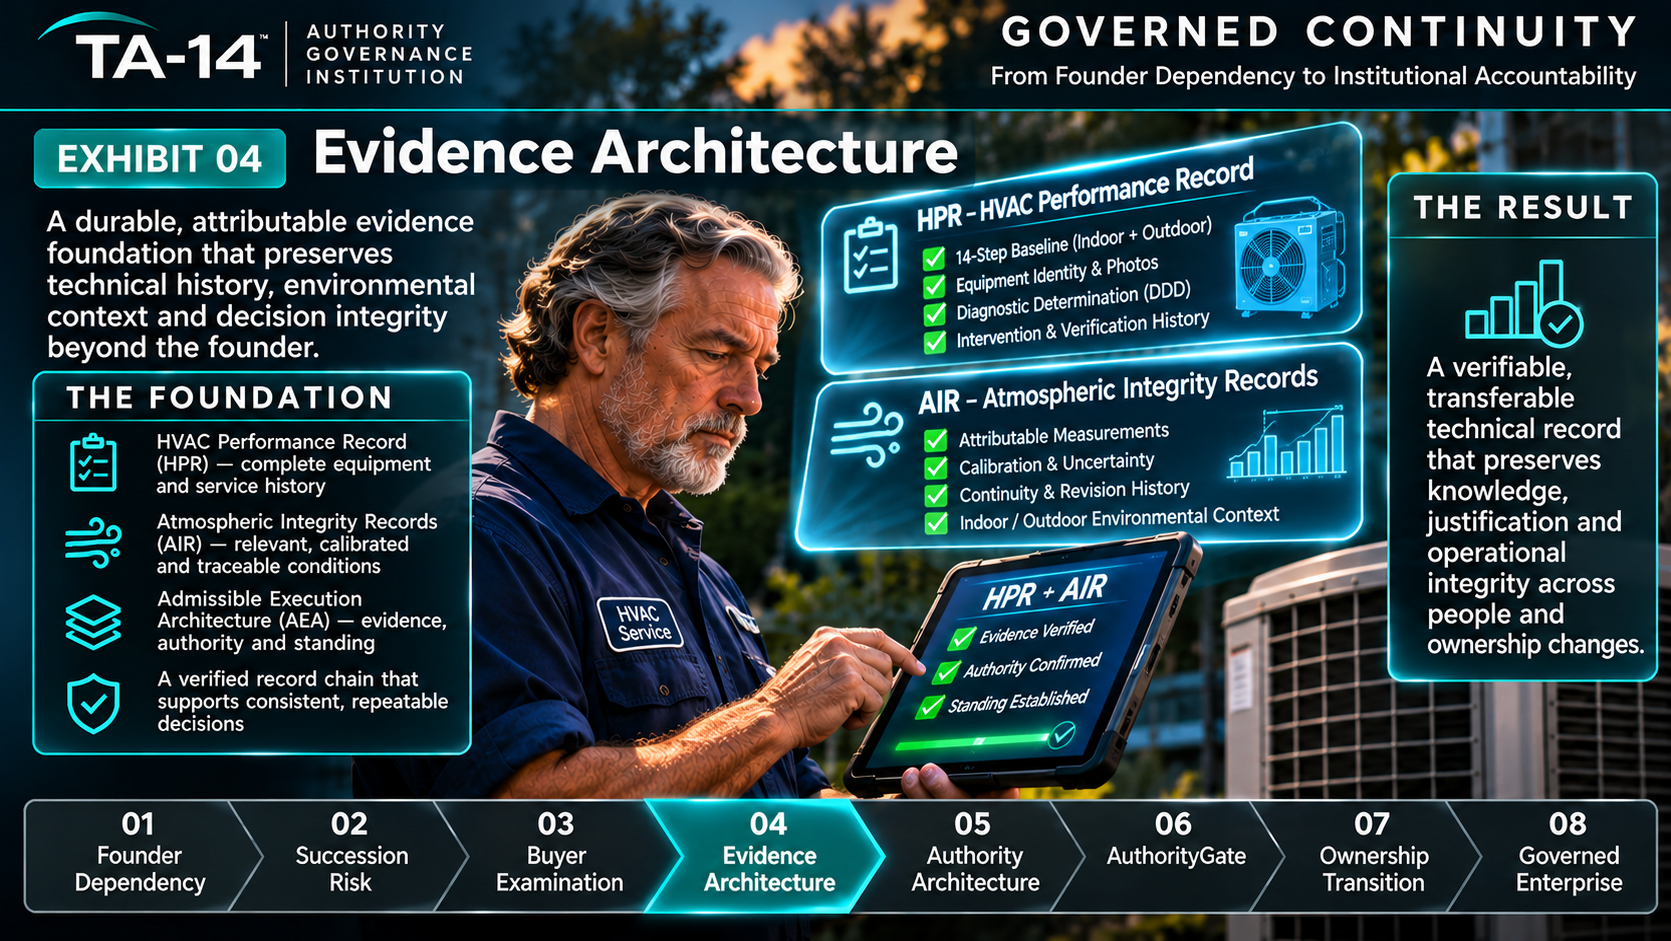 TA-14™
AUTHORITY
GOVERNANCE
INSTITUTION
GOVERNED CONTINUITY
From Founder Dependency to Institutional Accountability
EXHIBIT 04
Evidence Architecture
A durable, attributable evidence
foundation that preserves
technical history, environmental
context and decision integrity
beyond the founder.
THE FOUNDATION
HVAC Performance Record
(HPR) — complete equipment
and service history
Atmospheric Integrity Records
(AIR) — relevant, calibrated
and traceable conditions
Admissible Execution
Architecture (AEA) — evidence,
authority and standing
A verified record chain that
supports consistent, repeatable
decisions
HPR – HVAC Performance Record
14-Step Baseline (Indoor + Outdoor)
Equipment Identity & Photos
Diagnostic Determination (DDD)
Intervention & Verification History
AIR – Atmospheric Integrity Records
Attributable Measurements
Calibration & Uncertainty
Continuity & Revision History
Indoor / Outdoor Environmental Context
HVAC
Service
HPR + AIR
Evidence Verified
Authority Confirmed
Standing Established
THE RESULT
A verifiable,
transferable
technical record
that preserves
knowledge,
justification and
operational
integrity across
people and
ownership changes.
01
Founder
Dependency
02
Succession
Risk
03
Buyer
Examination
04
Evidence
Architecture
05
Authority
Architecture
06
AuthorityGate
07
Ownership
Transition
08
Governed
Enterprise